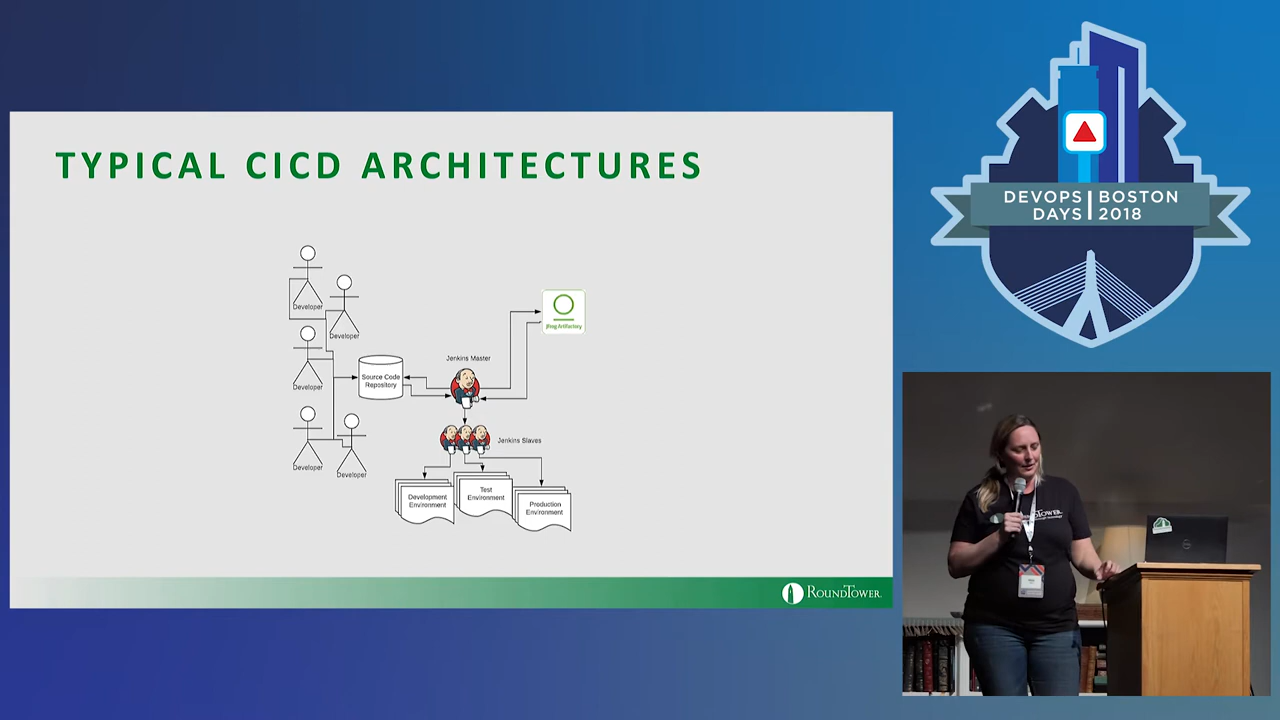 TYPICAL CICD ARCHITECTURES
Developer
Developer
Developer
Developer
Developer
Source Code
Repository
Jenkins Master
jfrog Artifactory
Jenkins Slaves
Development
Environment
Test
Environment
Production
Environment
ROUNDTOWER
DEVOPS
DAYS
BOSTON
2018